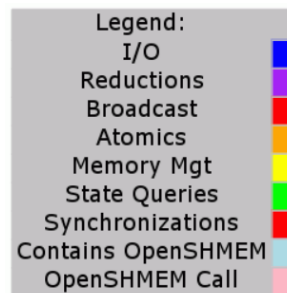 Legend:
I/O
Reductions
Broadcast
Atomics
Memory Mgt
State Queries
Synchronizations
Contains OpenSHMEM
OpenSHMEM Call